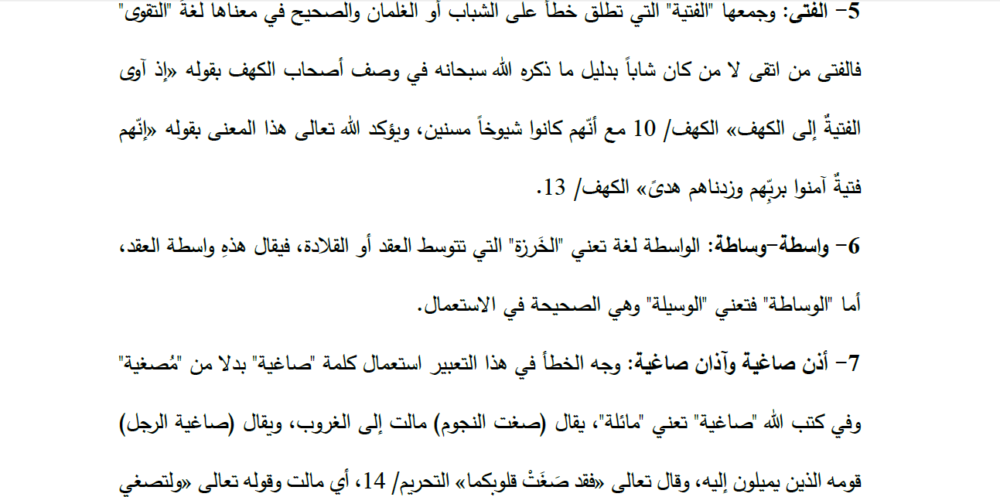 5- الفتى: وجمعها "الفتية" التي تطلق خطأ على الشباب أو الغلمان والصحيح في معناها لغة "التقوى"
فالفتى من اتقى لا من كان شاباً بدليل ما ذكره الله سبحانه في وصف أصحاب الكهف بقوله «إذ آوى
الفتيةٌ إلى الكهف» الكهف/ 10 مع أنّهم كانوا شيوخاً مسنين، ويؤكد الله تعالى هذا المعنى بقوله «إنّهم
فتيةٌ آمنوا بربِّهم وزدناهم هدىً» الكهف/ 13.
6- واسطة-وساطة: الواسطة لغة تعني "الخَرزة" التي تتوسط العقد أو القلادة، فيقال هذهِ واسطة العقد،
أما "الوساطة" فتعني "الوسيلة" وهي الصحيحة في الاستعمال.
7- أذن صاغية وآذان صاغية: وجه الخطأ في هذا التعبير استعمال كلمة "صاغية" بدلا من "مُصغية"
وفي كتب الله "صاغية" تعني "مائلة"، يقال (صغت النجوم) مالت إلى الغروب، ويقال (صاغية الرجل)
قومه الذين يميلون إليه، وقال تعالى «فقد صَغَتْ قلوبكما» التحريم/ 14، أي مالت وقوله تعالى «ولتصغي